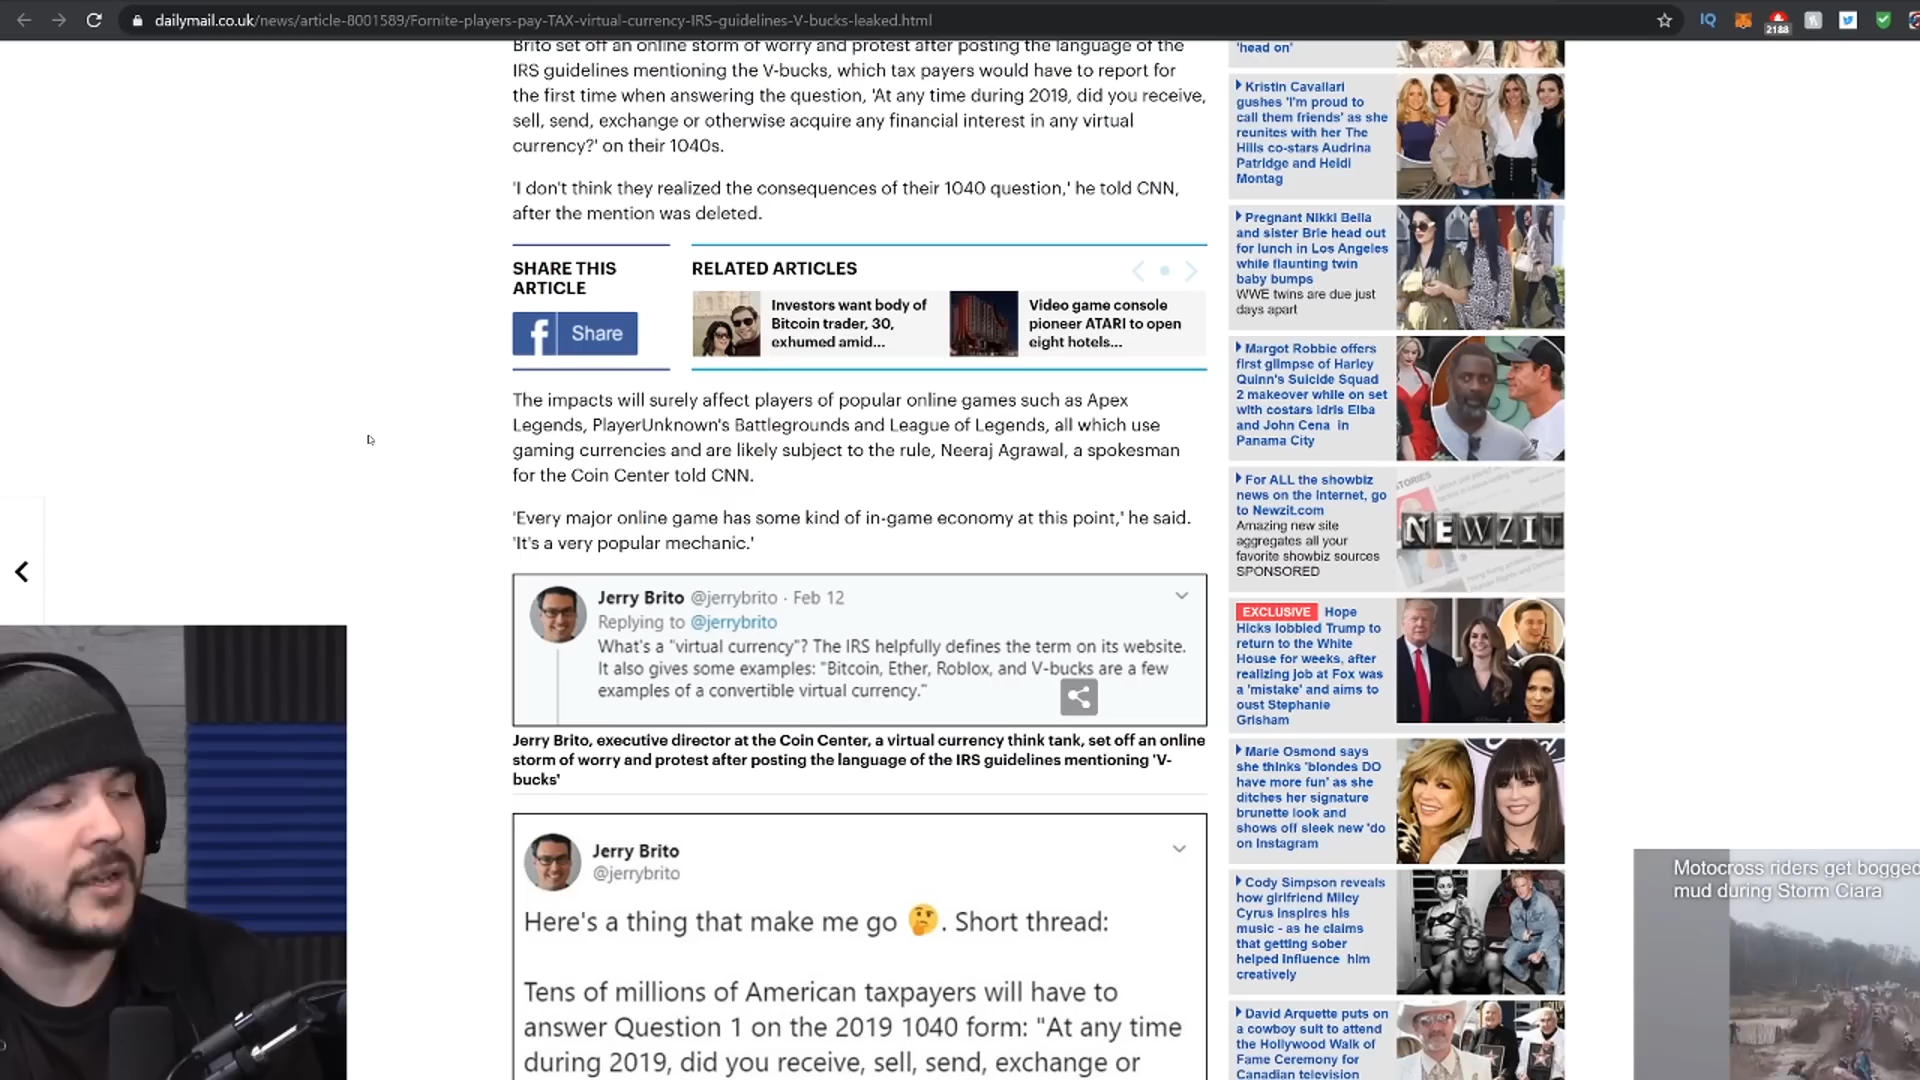 dailymail.co.uk/news/article-8001589/Fornite-players-pay-TAX-virtual-currency-IRS-guidelines-V-bucks-leaked.html
IQ
2188
Brito set off an online storm of worry and protest after posting the language of the
IRS guidelines mentioning the V-bucks, which tax payers would have to report for
the first time when answering the question, 'At any time during 2019, did you receive,
sell, send, exchange or otherwise acquire any financial interest in any virtual
currency?' on their 1040s.
'I don't think they realized the consequences of their 1040 question,' he told CNN,
after the mention was deleted.
SHARE THIS
ARTICLE
Share
RELATED ARTICLES
Investors want body of
Bitcoin trader, 30,
exhumed amid...
Video game console
pioneer ATARI to open
eight hotels...
The impacts will surely affect players of popular online games such as Apex
Legends, PlayerUnknown's Battlegrounds and League of Legends, all which use
gaming currencies and are likely subject to the rule, Neeraj Agrawal, a spokesman
for the Coin Center told CNN.
'Every major online game has some kind of in-game economy at this point,' he said.
'It's a very popular mechanic.'
Jerry Brito @jerrybrito · Feb 12
Replying to @jerrybrito
What's a "virtual currency"? The IRS helpfully defines the term on its website.
It also gives some examples: "Bitcoin, Ether, Roblox, and V-bucks are a few
examples of a convertible virtual currency."
Jerry Brito, executive director at the Coin Center, a virtual currency think tank, set off an online
storm of worry and protest after posting the language of the IRS guidelines mentioning 'V-
bucks'
Jerry Brito
@jerrybrito
Here's a thing that make me go 🤔. Short thread:
Tens of millions of American taxpayers will have to
answer Question 1 on the 2019 1040 form: "At any time
during 2019, did you receive, sell, send, exchange or
'head on'
Kristin Cavallari
gushes 'I'm proud to
call them friends' as she
reunites with her The
Hills co-stars Audrina
Patridge and Heidi
Montag
Pregnant Nikki Bella
and sister Brie head out
for lunch in Los Angeles
while flaunting twin
baby bumps
WWE twins are due just
days apart
Margot Robbie offers
first glimpse of Harley
Quinn's Suicide Squad
2 makeover while on set
with costars Idris Elba
and John Cena in
Panama City
For ALL the showbiz
news on the Internet, go
to Newzit.com
Amazing new site
aggregates all your
favorite showbiz sources
SPONSORED
NEWZIT
EXCLUSIVE Hope
Hicks lobbied Trump to
return to the White
House for weeks, after
realizing job at Fox was
a 'mistake' and aims to
oust Stephanie
Grisham
Marie Osmond says
she thinks 'blondes DO
have more fun' as she
ditches her signature
brunette look and
shows off sleek new 'do
on Instagram
Cody Simpson reveals
how girlfriend Miley
Cyrus inspires his
music - as he claims
that getting sober
helped influence him
creatively
David Arquette puts on
a cowboy suit to attend
the Hollywood Walk of
Fame Ceremony for
Canadian television
Motocross riders get bogged
mud during Storm Ciara